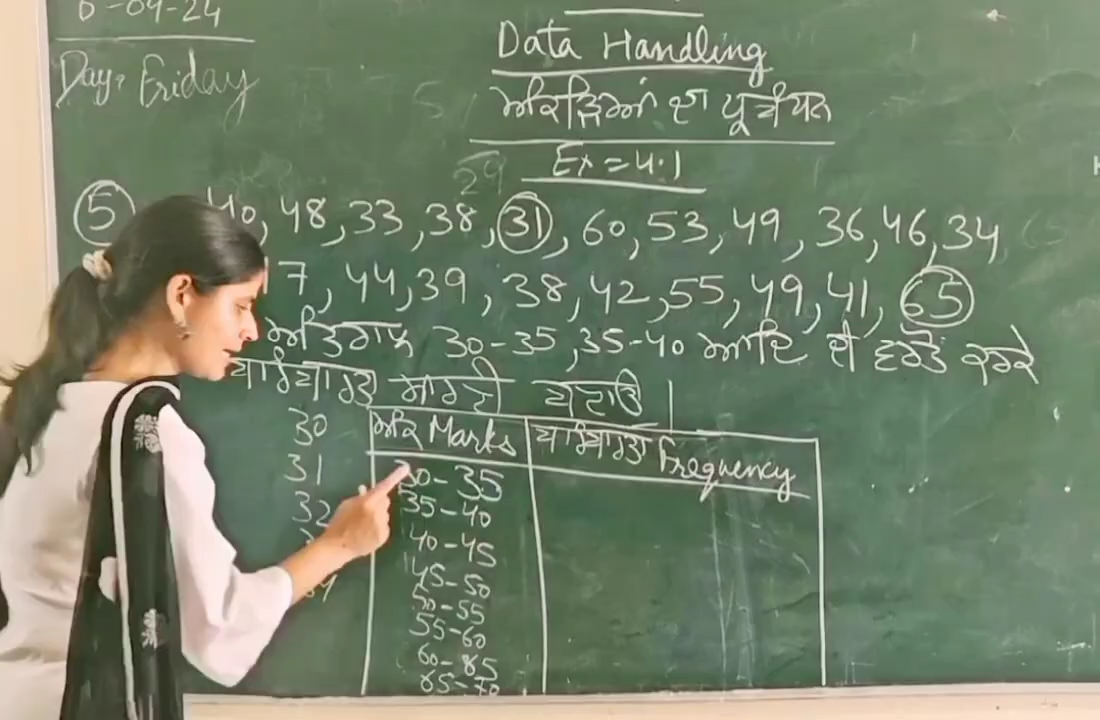 -09-24
Day, Friday
Data Handling
ਅੰਕੜਿਆਂ ਦਾ ਪ੍ਰਬੰਧਨ
Ex = 4.1
29
5 40, 48, 33, 38, 31, 60, 53, 49, 36, 46, 34,
7, 44, 39, 38, 42, 55, 49, 41, 65
ਅੰਤਰਾਲ 30-35, 35-40 ਆਦਿ ਦੀ ਵਰਤੋਂ ਕਰਕੇ
ਬਾਰੰਬਾਰਤਾ ਸਾਰਣੀ ਬਣਾਓ
30
31
32
ਅੰਕ Marks ਬਾਰੰਬਾਰਤਾ Frequency
30-35
35-40
40-45
45-50
50-55
55-60
60-65
65-70